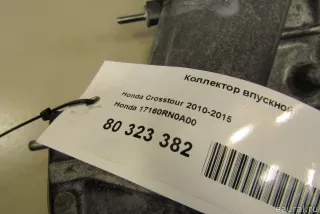 Коллектор впускной
Honda Crosstour 2010-2015
Honda 17160RN0A00
80 323 382